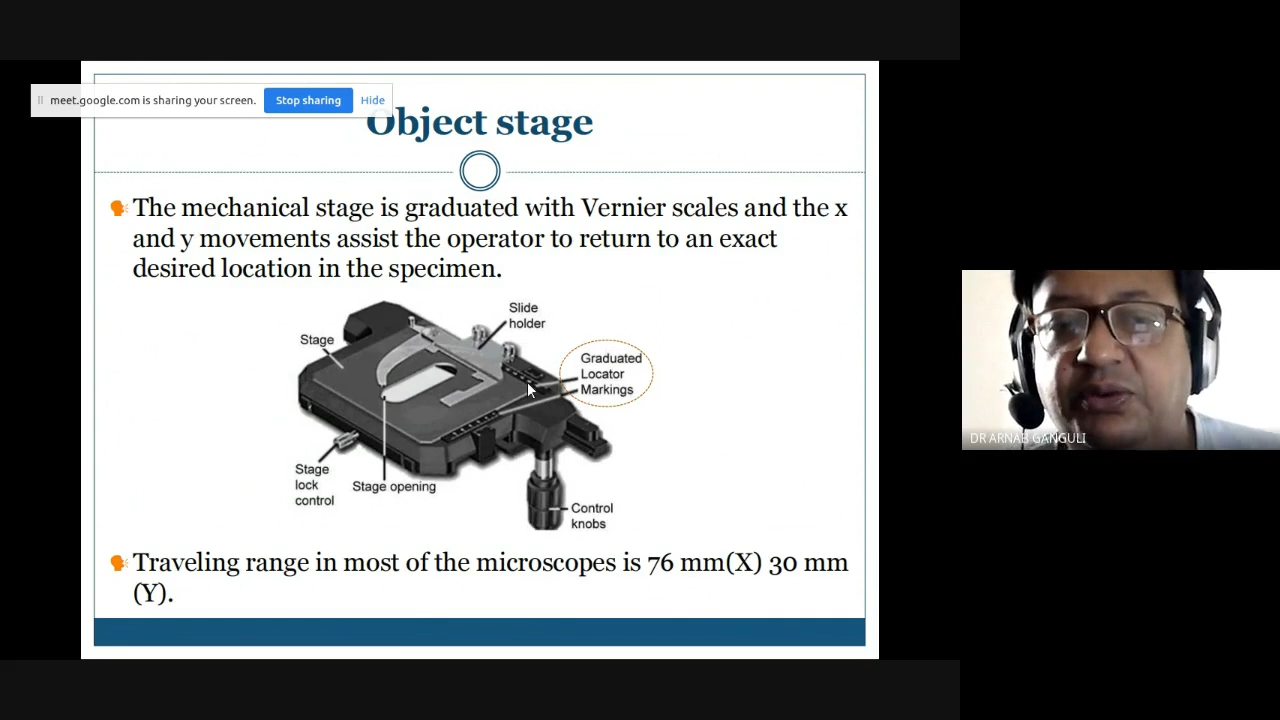 meet.google.com is sharing your screen. Stop sharing Hide
Object stage
The mechanical stage is graduated with Vernier scales and the x
and y movements assist the operator to return to an exact
desired location in the specimen.
Slide
holder
Stage
Graduated
Locator
Markings
Stage
lock
control
Stage opening
Control
knobs
Traveling range in most of the microscopes is 76 mm(X) 30 mm
(Y).
DR ARNAB GANGULI